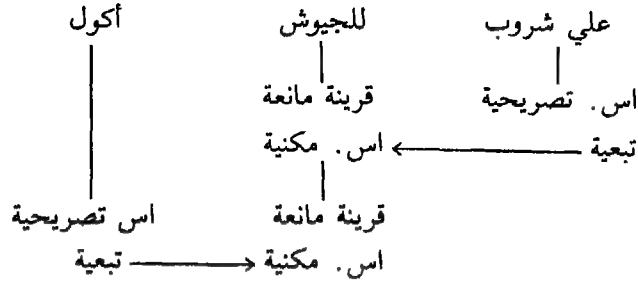 علي شروب للجيوش أكول
اس. تصريحية قرينة مانعة
تبعية اس. مكنية
قرينة مانعة اس تصريحية
اس. مكنية تبعية